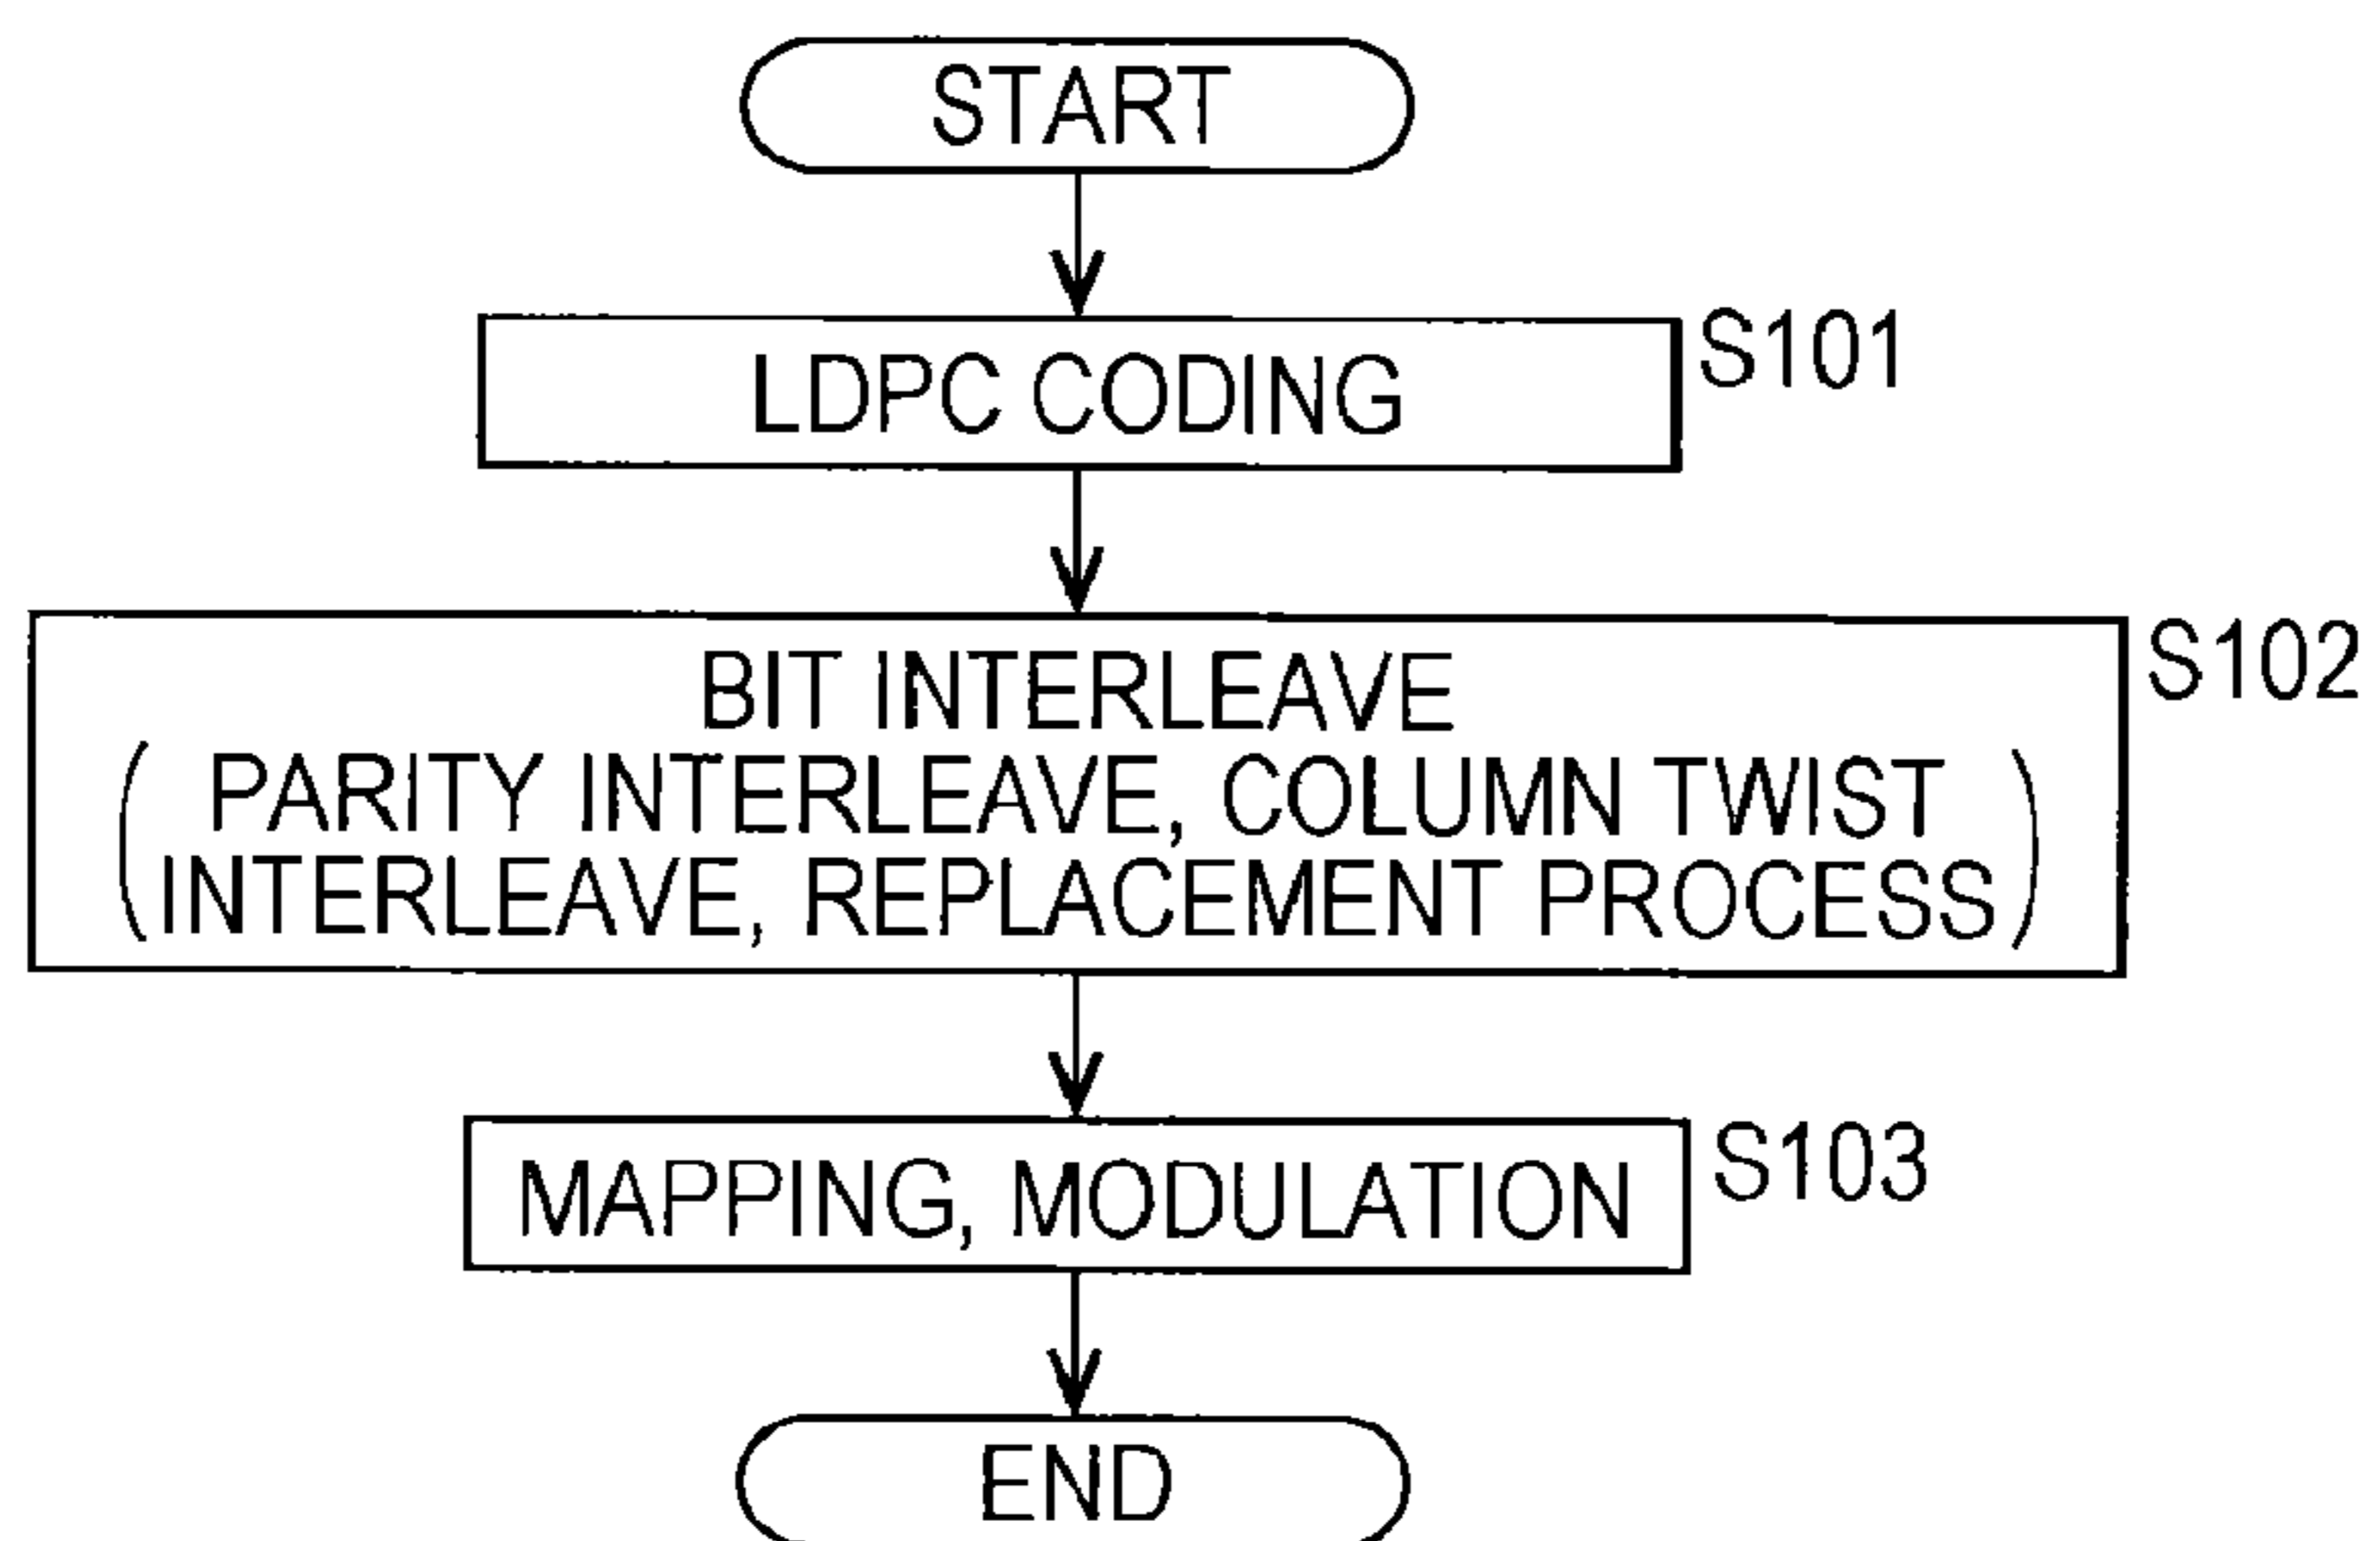 START
LDPC CODING
S101
BIT INTERLEAVE
S102
( PARITY INTERLEAVE, COLUMN TWIST
INTERLEAVE, REPLACEMENT PROCESS )
MAPPING, MODULATION
S103
END